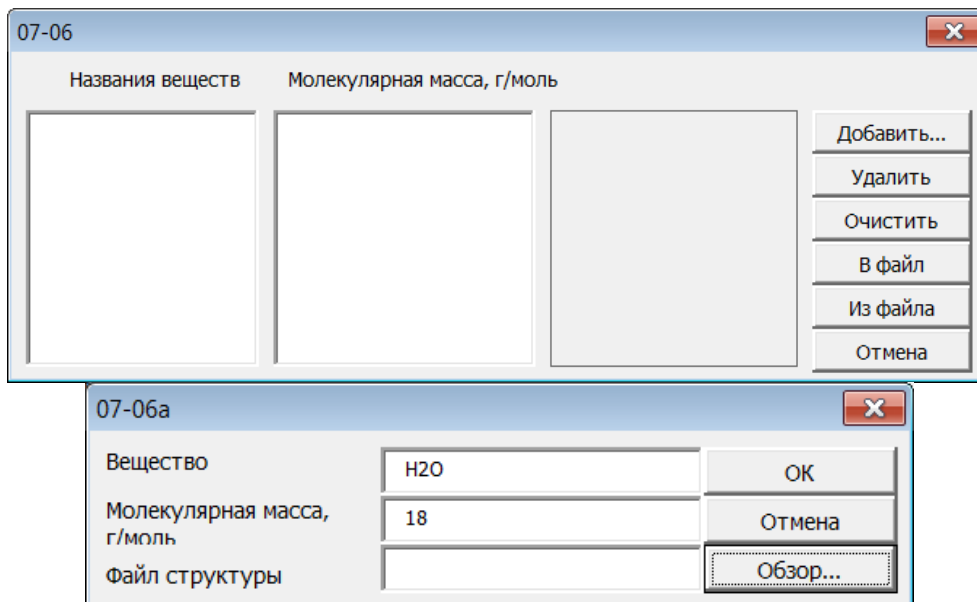 07-06
Названия веществ Молекулярная масса, г/моль
Добавить...
Удалить
Очистить
В файл
Из файла
Отмена
07-06а
Вещество H2O OK
Молекулярная масса, 18 Отмена
г/моль
Файл структуры Обзор...